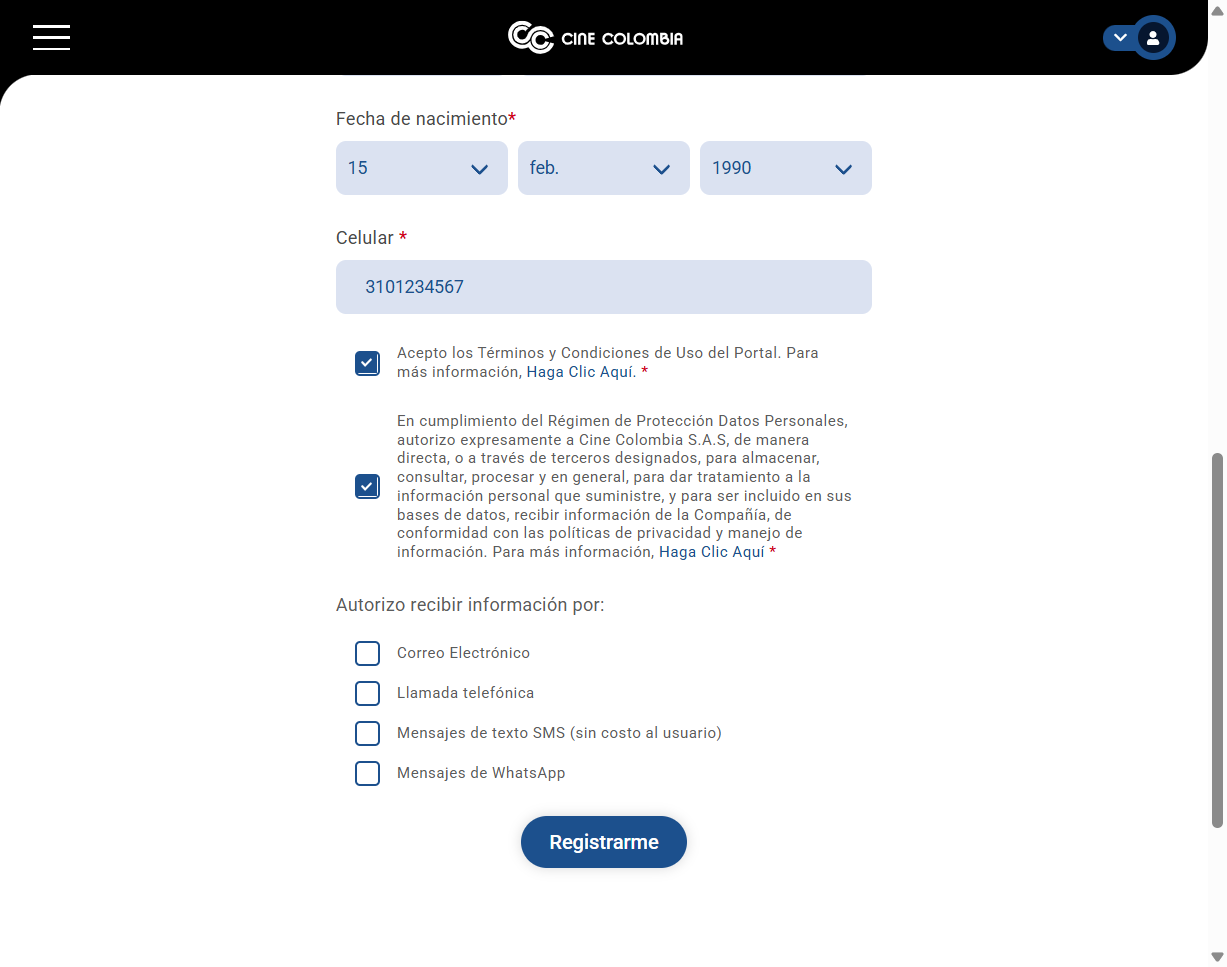 CINE COLOMBIA
Fecha de nacimiento*
15 feb. 1990
Celular *
3101234567
Acepto los Términos y Condiciones de Uso del Portal. Para
más información, Haga Clic Aquí. *
En cumplimiento del Régimen de Protección Datos Personales,
autorizo expresamente a Cine Colombia S.A.S, de manera
directa, o a través de terceros designados, para almacenar,
consultar, procesar y en general, para dar tratamiento a la
información personal que suministre, y para ser incluido en sus
bases de datos, recibir información de la Compañía, de
conformidad con las políticas de privacidad y manejo de
información. Para más información, Haga Clic Aquí *
Autorizo recibir información por:
Correo Electrónico
Llamada telefónica
Mensajes de texto SMS (sin costo al usuario)
Mensajes de WhatsApp
Registrarme